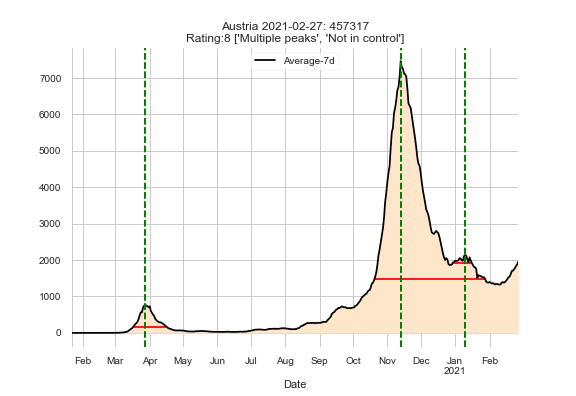 Austria 2021-02-27: 457317
Rating:8 ['Multiple peaks', 'Not in control']
Average-7d
7000
6000
5000
4000
3000
2000
1000
0
Feb Mar Apr May Jun Jul Aug Sep Oct Nov Dec Jan Feb
2021
Date